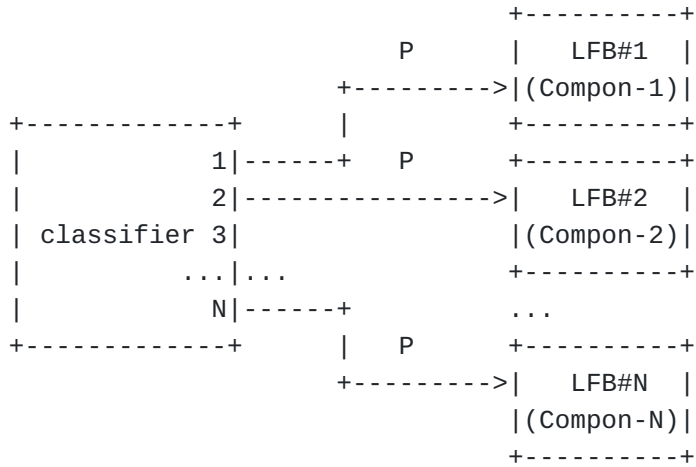 +----------+
P | LFB#1 |
+--------->|(Compon-1)|
+-------------+ | +----------+
| 1|------+ P +----------+
| 2|---------------->| LFB#2 |
| classifier 3| |(Compon-2)|
| ...|... +----------+
| N|------+ ...
+-------------+ | P +----------+
+--------->| LFB#N |
|(Compon-N)|
+----------+